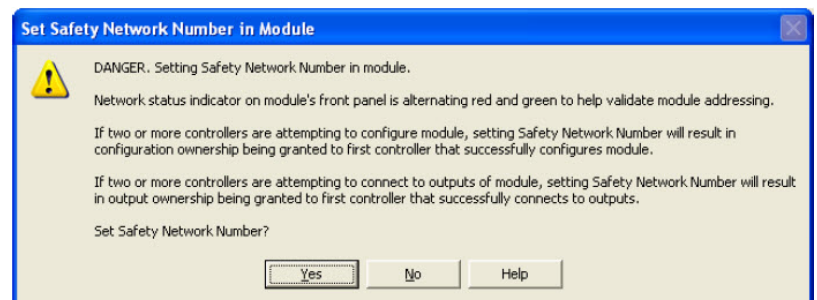 Set Safety Network Number in Module
DANGER. Setting Safety Network Number in module.
Network status indicator on module's front panel is alternating red and green to help validate module addressing.
If two or more controllers are attempting to configure module, setting Safety Network Number will result in
configuration ownership being granted to first controller that successfully configures module.
If two or more controllers are attempting to connect to outputs of module, setting Safety Network Number will result
in output ownership being granted to first controller that successfully connects to outputs.
Set Safety Network Number?
Yes No Help